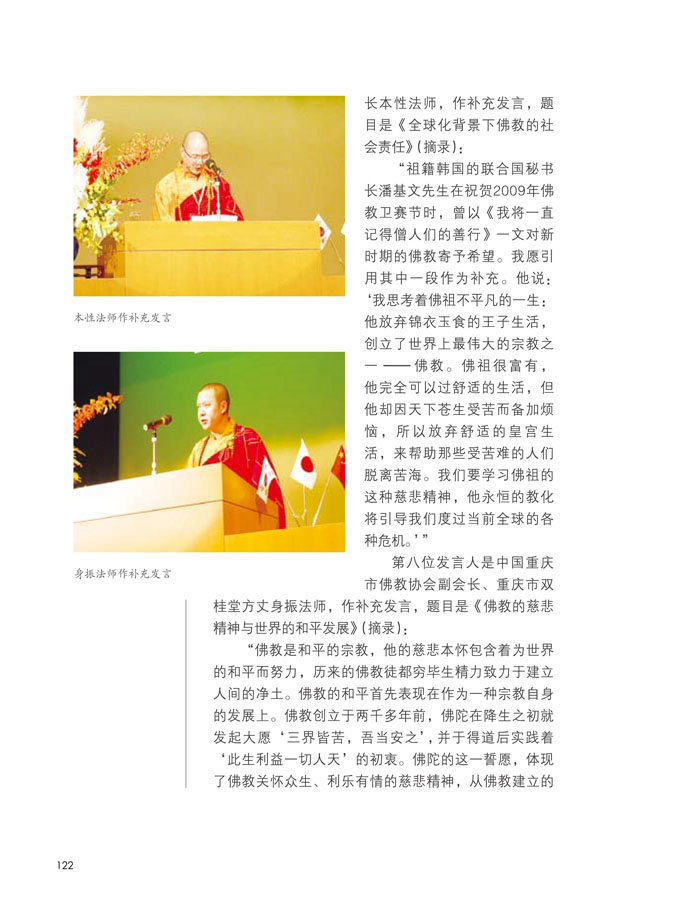 长本性法师，作补充发言，题
目是《全球化背景下佛教的社
会责任》（摘录）：
“祖籍韩国的联合国秘书
长潘基文先生在祝贺2009年佛
教卫赛节时，曾以《我将一直
记得僧人们的善行》一文对新
时期的佛教寄予希望。我愿引
用其中一段作为补充。他说：
‘我思考着佛祖不平凡的一生：
他放弃锦衣玉食的王子生活，
创立了世界上最伟大的宗教之
一——佛教。佛祖很富有，
他完全可以过舒适的生活，但
他却因天下苍生受苦而备加烦
恼，所以放弃舒适的皇宫生
活，来帮助那些受苦难的人们
脱离苦海。我们要学习佛祖的
这种慈悲精神，他永恒的教化
将引导我们度过当前全球的各
种危机。’”
本性法师作补充发言
身振法师作补充发言
第八位发言人是中国重庆
市佛教协会副会长、重庆市双
桂堂方丈身振法师，作补充发言，题目是《佛教的慈悲
精神与世界的和平发展》（摘录）：
“佛教是和平的宗教，他的慈悲本怀包含着为世界
的和平而努力，历来的佛教徒都穷毕生精力致力于建立
人间的净土。佛教的和平首先表现在作为一种宗教自身
的发展上。佛教创立于两千多年前，佛陀在降生之初就
发起大愿‘三界皆苦，吾当安之’，并于得道后实践着
‘此生利益一切人天’的初衷。佛陀的这一誓愿，体现
了佛教关怀众生、利乐有情的慈悲精神，从佛教建立的
122